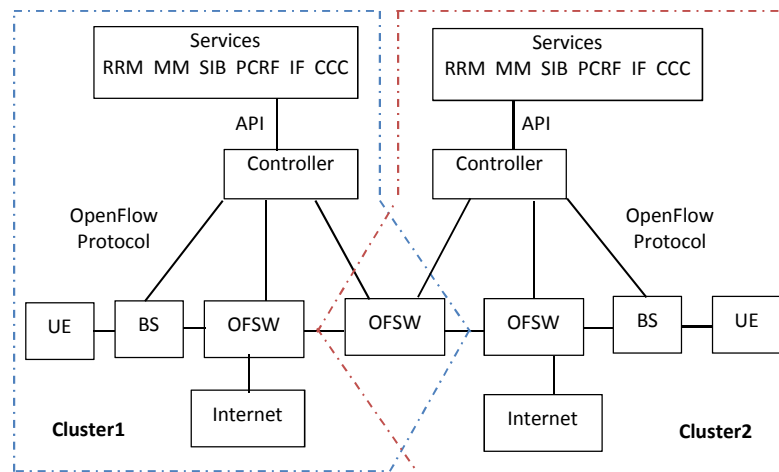 Services
RRM MM SIB PCRF IF CCC
API
Controller
OpenFlow
Protocol
UE
BS
OFSW
Internet
Cluster1
OFSW
Services
RRM MM SIB PCRF IF CCC
API
Controller
OpenFlow
Protocol
OFSW
BS
UE
Internet
Cluster2